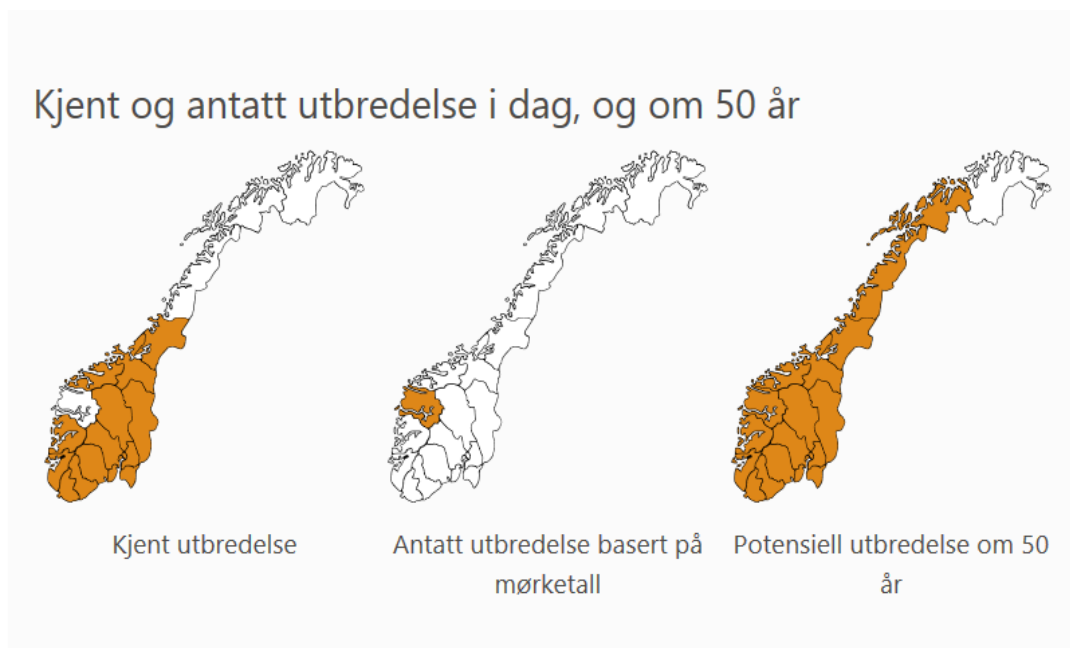 Kjent og antatt utbredelse i dag, og om 50 år
Kjent utbredelse
Antatt utbredelse basert på
mørketall
Potensiell utbredelse om 50
år